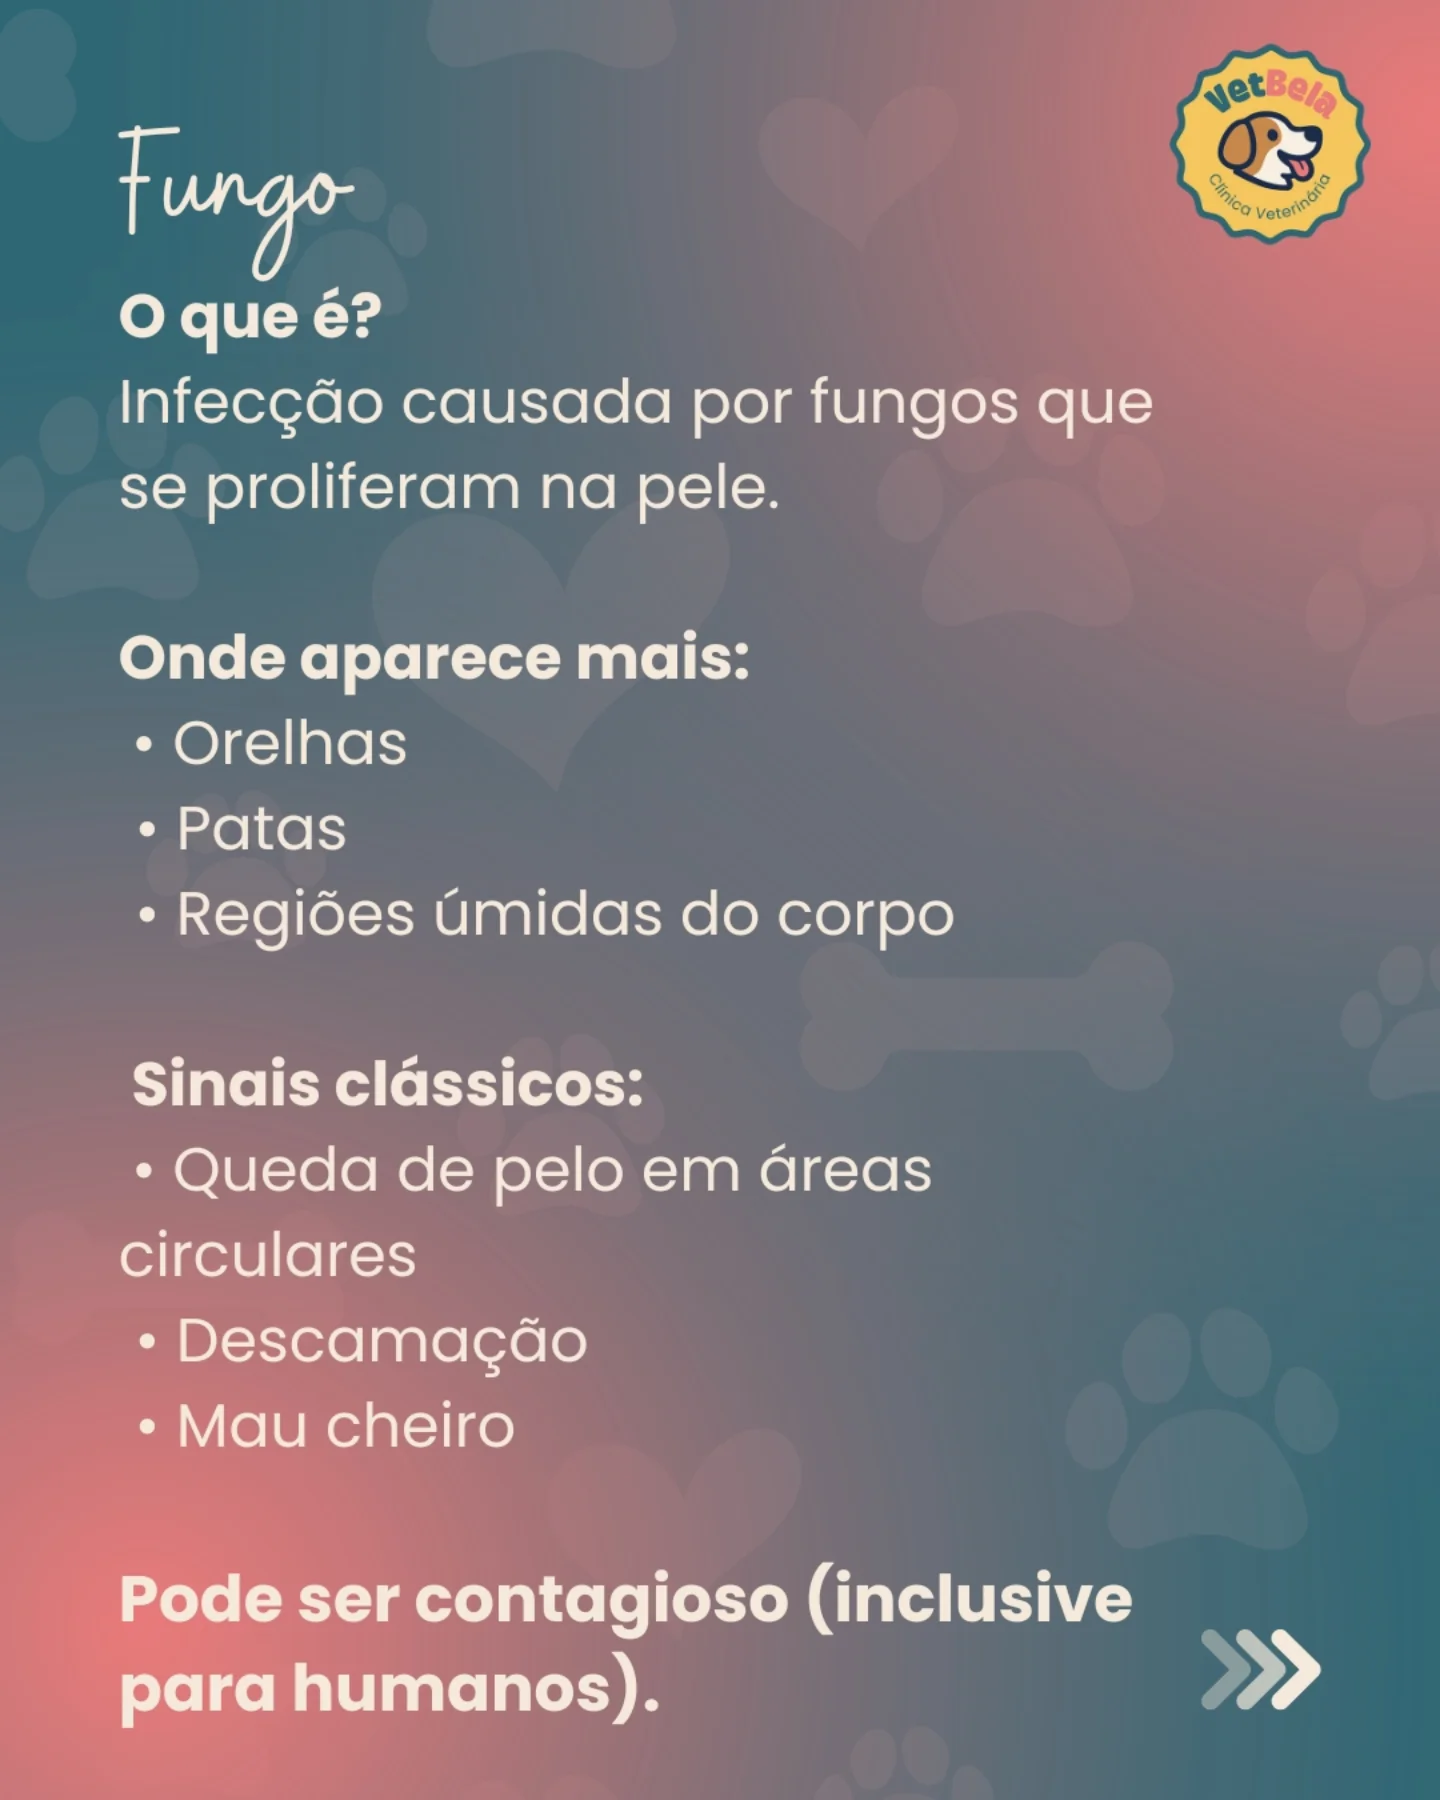 VetBela
Clínica Veterinária
Fungo
O que é?
Infecção causada por fungos que
se proliferam na pele.
Onde aparece mais:
• Orelhas
• Patas
• Regiões úmidas do corpo
Sinais clássicos:
• Queda de pelo em áreas
circulares
• Descamação
• Mau cheiro
Pode ser contagioso (inclusive
para humanos).